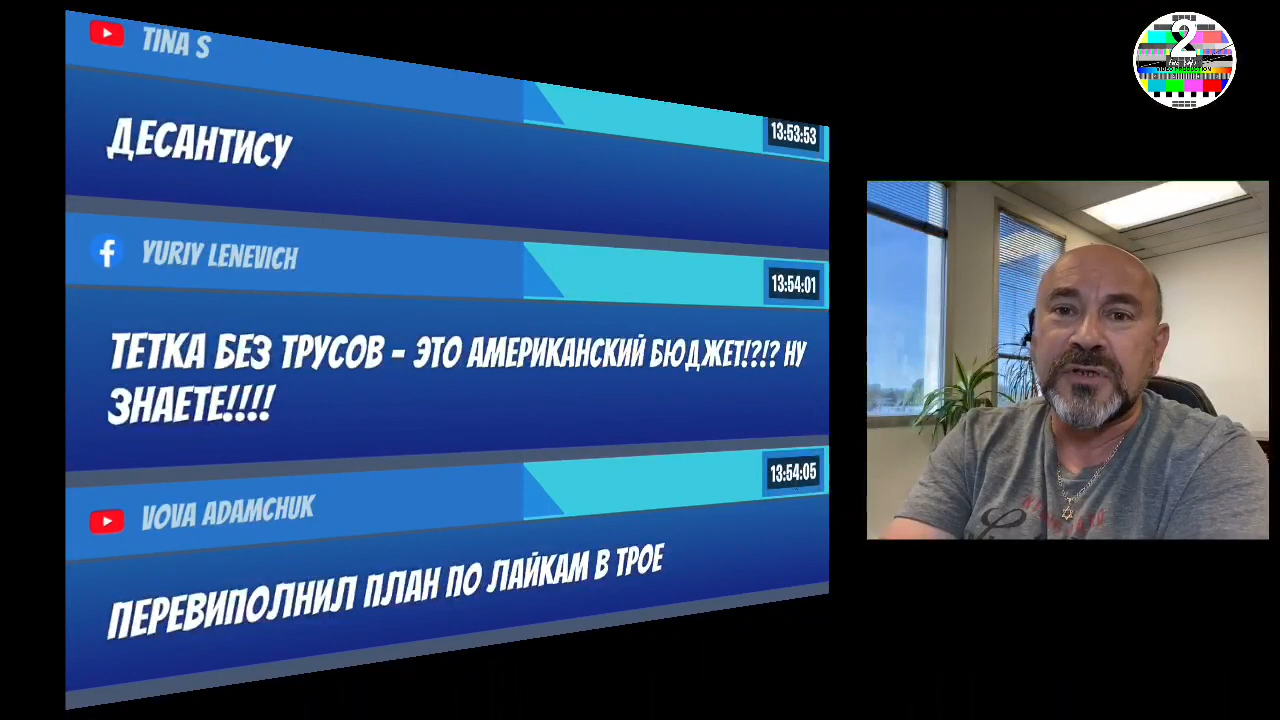 TINA S
13:53:53
ДЕСАНТИСУ
YURIY LENEVICH
13:54:01
ТЕТКА БЕЗ ТРУСОВ - ЭТО АМЕРИКАНСКИЙ БЮДЖЕТ!?!? НУ
ЗНАЕТЕ!!!!
VOVA ADAMCHUK
13:54:05
ПЕРЕВИПОЛНИЛ ПЛАН ПО ЛАЙКАМ В ТРОЕ
2